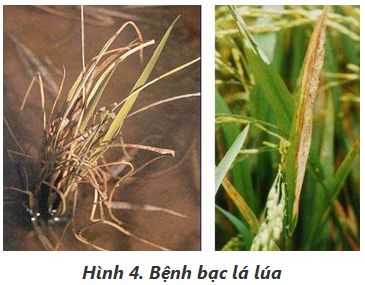 Hình 4. Bệnh bạc lá lúa